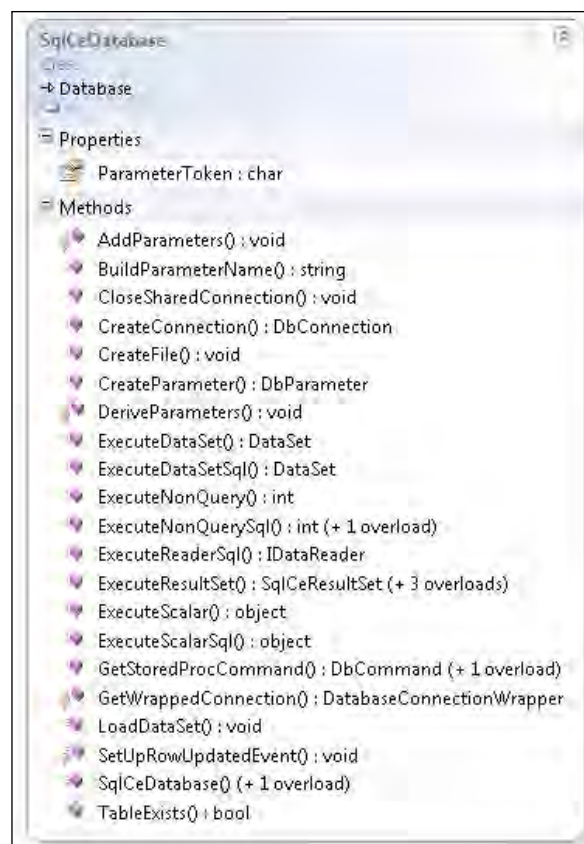 SqlCeDatabase
Class
Database
Properties
ParameterToken : char
Methods
AddParameters() : void
BuildParameterName() : string
CloseSharedConnection() : void
CreateConnection() : DbConnection
CreateFile() : void
CreateParameter() : DbParameter
DeriveParameters() : void
ExecuteDataSet() : DataSet
ExecuteDataSetSql() : DataSet
ExecuteNonQuery() : int
ExecuteNonQuerySql() : int (+ 1 overload)
ExecuteReaderSql() : IDataReader
ExecuteResultSet() : SqlCeResultSet (+ 3 overloads)
ExecuteScalar() : object
ExecuteScalarSql() : object
GetStoredProcCommand() : DbCommand (+ 1 overload)
GetWrappedConnection() : DatabaseConnectionWrapper
LoadDataSet() : void
SetUpRowUpdatedEvent() : void
SqlCeDatabase() (+ 1 overload)
TableExists() : bool